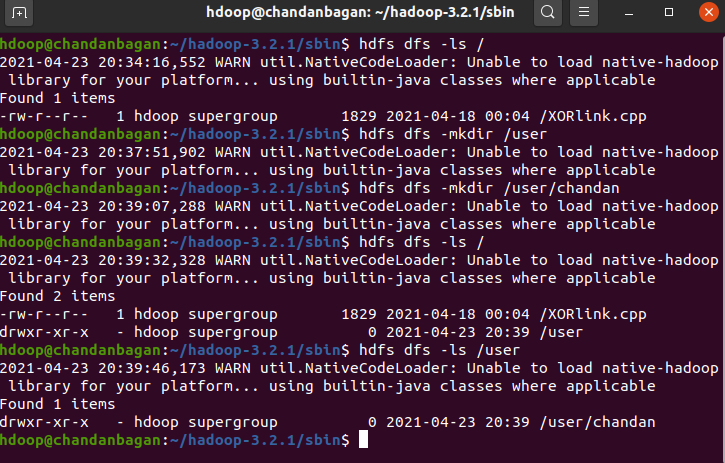 hdoop@chandanbagan: ~/hadoop-3.2.1/sbin
hdoop@chandanbagan:~/hadoop-3.2.1/sbin$ hdfs dfs -ls /
2021-04-23 20:34:16,552 WARN util.NativeCodeLoader: Unable to load native-hadoop
 library for your platform... using builtin-java classes where applicable
Found 1 items
-rw-r--r--   1 hdoop supergroup       1829 2021-04-18 00:04 /XORlink.cpp
hdoop@chandanbagan:~/hadoop-3.2.1/sbin$ hdfs dfs -mkdir /user
2021-04-23 20:37:51,902 WARN util.NativeCodeLoader: Unable to load native-hadoop
 library for your platform... using builtin-java classes where applicable
hdoop@chandanbagan:~/hadoop-3.2.1/sbin$ hdfs dfs -mkdir /user/chandan
2021-04-23 20:39:07,288 WARN util.NativeCodeLoader: Unable to load native-hadoop
 library for your platform... using builtin-java classes where applicable
hdoop@chandanbagan:~/hadoop-3.2.1/sbin$ hdfs dfs -ls /
2021-04-23 20:39:32,328 WARN util.NativeCodeLoader: Unable to load native-hadoop
 library for your platform... using builtin-java classes where applicable
Found 2 items
-rw-r--r--   1 hdoop supergroup       1829 2021-04-18 00:04 /XORlink.cpp
drwxr-xr-x   - hdoop supergroup          0 2021-04-23 20:39 /user
hdoop@chandanbagan:~/hadoop-3.2.1/sbin$ hdfs dfs -ls /user
2021-04-23 20:39:46,173 WARN util.NativeCodeLoader: Unable to load native-hadoop
 library for your platform... using builtin-java classes where applicable
Found 1 items
drwxr-xr-x   - hdoop supergroup          0 2021-04-23 20:39 /user/chandan
hdoop@chandanbagan:~/hadoop-3.2.1/sbin$